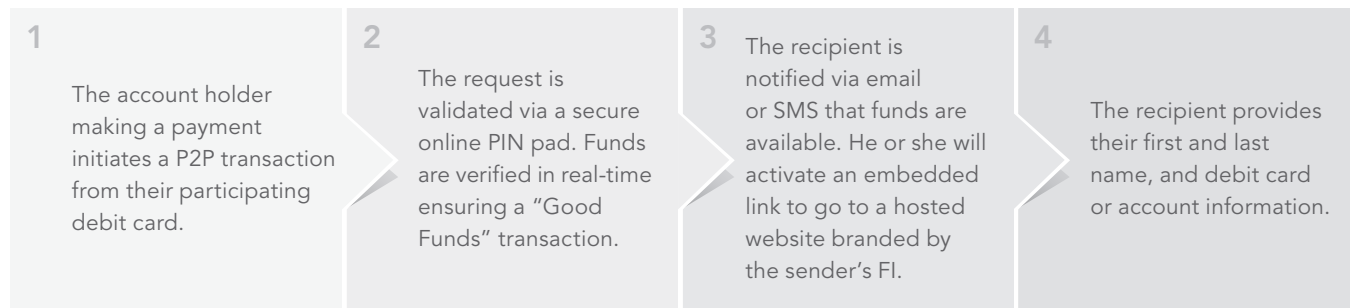 1
The account holder
making a payment
initiates a P2P transaction
from their participating
debit card.
2
The request is
validated via a secure
online PIN pad. Funds
are verified in real-time
ensuring a “Good
Funds” transaction.
3
The recipient is
notified via email
or SMS that funds are
available. He or she will
activate an embedded
link to go to a hosted
website branded by
the sender’s FI.
4
The recipient provides
their first and last
name, and debit card
or account information.